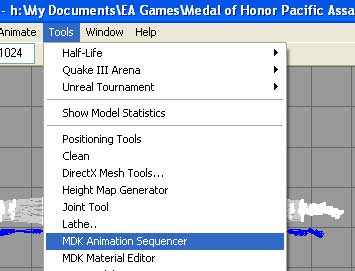 - h:\My Documents\EA Games\Medal of Honor Pacific Assa
Animate Tools Window Help
1024
Half-Life
Quake III Arena
Unreal Tournament
Show Model Statistics
Positioning Tools
Clean
DirectX Mesh Tools...
Height Map Generator
Joint Tool
Lathe..
MDK Animation Sequencer
MDK Material Editor